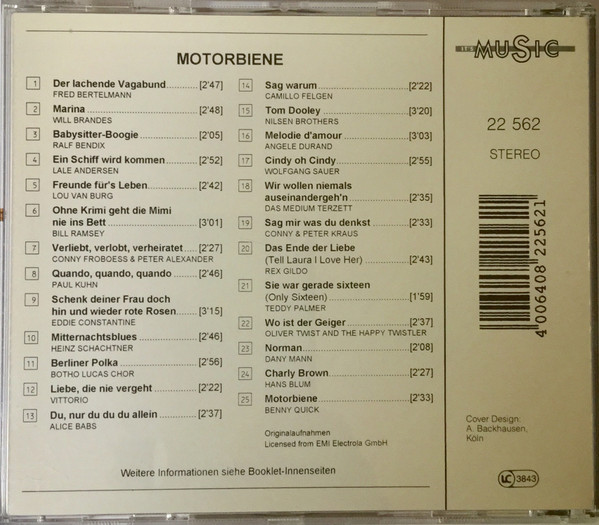 MOTORBIENE
1 Der lachende Vagabund [2'47]
FRED BERTELMANN
2 Marina [2'48]
WILL BRANDES
3 Babysitter-Boogie [2'05]
RALF BENDIX
4 Ein Schiff wird kommen [2'52]
LALE ANDERSEN
5 Freunde für's Leben [2'42]
LOU VAN BURG
6 Ohne Krimi geht die Mimi
nie ins Bett [3'01]
BILL RAMSEY
7 Verliebt, verlobt, verheiratet [2'27]
CONNY FROBOESS & PETER ALEXANDER
8 Quando, quando, quando [2'46]
PAUL KUHN
9 Schenk deiner Frau doch
hin und wieder rote Rosen [3'15]
EDDIE CONSTANTINE
10 Mitternachtsblues [2'46]
HEINZ SCHACHTNER
11 Berliner Polka [2'56]
BOTHO LUCAS CHOR
12 Liebe, die nie vergeht [2'22]
VITTORIO
13 Du, nur du du du allein [2'37]
ALICE BABS
14 Sag warum [2'22]
CAMILLO FELGEN
15 Tom Dooley [3'20]
NILSEN BROTHERS
16 Melodie d'amour [3'03]
ANGELE DURAND
17 Cindy oh Cindy [2'55]
WOLFGANG SAUER
18 Wir wollen niemals
auseinandergeh'n [2'35]
DAS MEDIUM TERZETT
19 Sag mir was du denkst [2'33]
CONNY & PETER KRAUS
20 Das Ende der Liebe
(Tell Laura I Love Her) [2'43]
REX GILDO
21 Sie war gerade sixteen
(Only Sixteen) [1'59]
TEDDY PALMER
22 Wo ist der Geiger [2'37]
OLIVER TWIST AND THE HAPPY TWISTLER
23 Norman [2'08]
DANY MANN
24 Charly Brown [2'27]
HANS BLUM
25 Motorbiene [2'33]
BENNY QUICK
Originalaufnahmen
Licensed from EMI Electrola GmbH
Weitere Informationen siehe Booklet-Innenseiten
IT'S MUSIC
22 562
STEREO
4 006408 225621
Cover Design:
A. Backhausen,
Köln
LC 3843